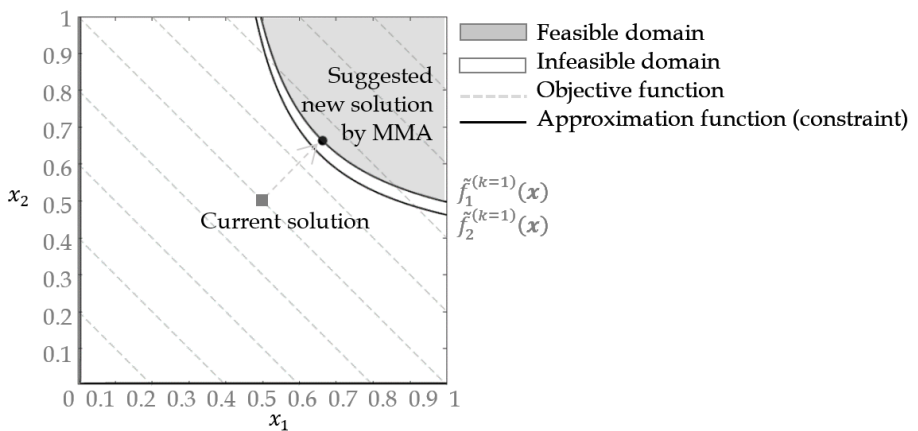 1
0.9
0.8
0.7
0.6
0.5
0.4
0.3
0.2
0.1
x₂
0 0.1 0.2 0.3 0.4 0.5 0.6 0.7 0.8 0.9 1
x₁
Suggested
new solution
by MMA
Current solution
Feasible domain
Infeasible domain
Objective function
Approximation function (constraint)
f̃₁⁽ᵏ⁼¹⁾(x)
f̃₂⁽ᵏ⁼¹⁾(x)